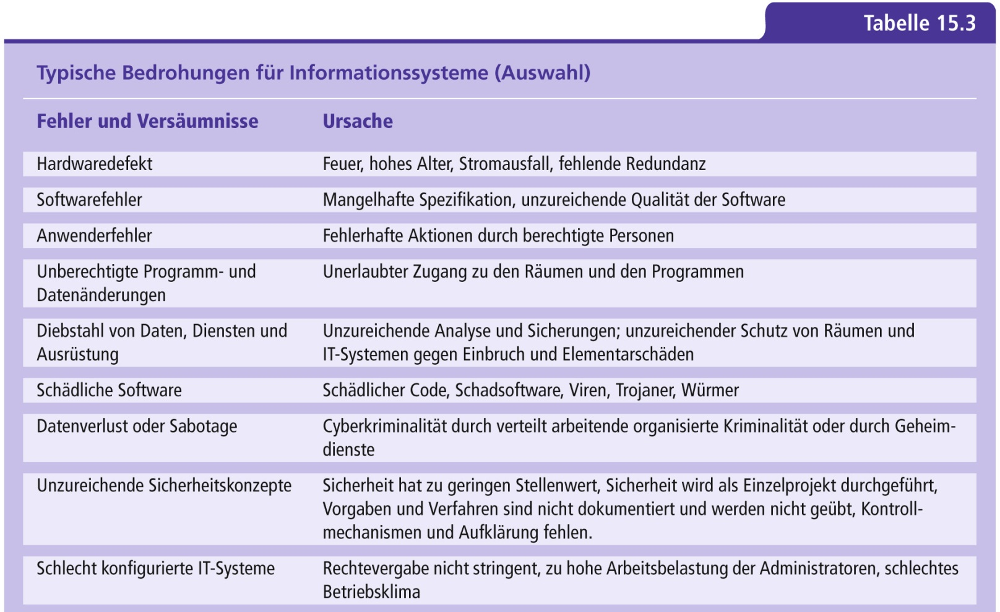 Tabelle 15.3
Typische Bedrohungen für Informationssysteme (Auswahl)
Fehler und Versäumnisse Ursache
Hardwaredefekt Feuer, hohes Alter, Stromausfall, fehlende Redundanz
Softwarefehler Mangelhafte Spezifikation, unzureichende Qualität der Software
Anwenderfehler Fehlerhafte Aktionen durch berechtigte Personen
Unberechtigte Programm- und Unerlaubter Zugang zu den Räumen und den Programmen
Datenänderungen
Diebstahl von Daten, Diensten und Unzureichende Analyse und Sicherungen; unzureichender Schutz von Räumen und
Ausrüstung IT-Systemen gegen Einbruch und Elementarschäden
Schädliche Software Schädlicher Code, Schadsoftware, Viren, Trojaner, Würmer
Datenverlust oder Sabotage Cyberkriminalität durch verteilt arbeitende organisierte Kriminalität oder durch Geheim-
dienste
Unzureichende Sicherheitskonzepte Sicherheit hat zu geringen Stellenwert, Sicherheit wird als Einzelprojekt durchgeführt,
Vorgaben und Verfahren sind nicht dokumentiert und werden nicht geübt, Kontroll-
mechanismen und Aufklärung fehlen.
Schlecht konfigurierte IT-Systeme Rechtevergabe nicht stringent, zu hohe Arbeitsbelastung der Administratoren, schlechtes
Betriebsklima